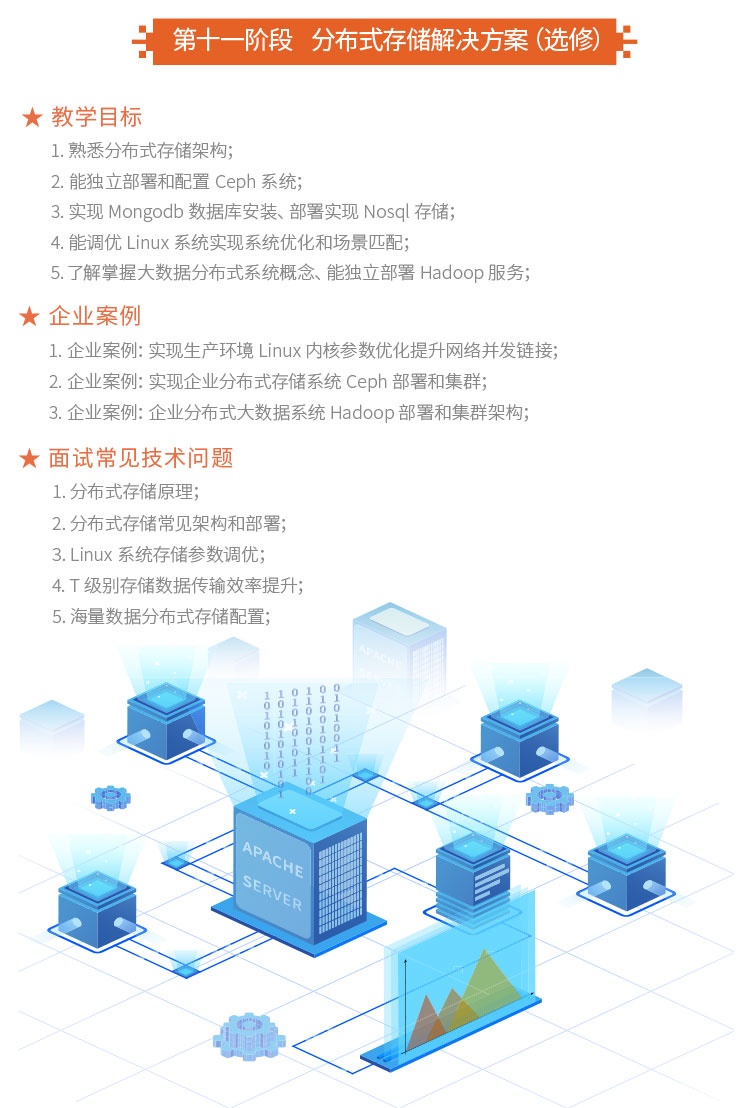 第十一阶段 分布式存储解决方案（选修）
★ 教学目标
1. 熟悉分布式存储架构；
2. 能独立部署和配置 Ceph 系统；
3. 实现 Mongodb 数据库安装、部署实现 Nosql 存储；
4. 能调优 Linux 系统实现系统优化和场景匹配；
5. 了解掌握大数据分布式系统概念、能独立部署 Hadoop 服务；
★ 企业案例
1. 企业案例：实现生产环境 Linux 内核参数优化提升网络并发链接；
2. 企业案例：实现企业分布式存储系统 Ceph 部署和集群；
3. 企业案例：企业分布式大数据系统 Hadoop 部署和集群架构；
★ 面试常见技术问题
1. 分布式存储原理；
2. 分布式存储常见架构和部署；
3. Linux 系统存储参数调优；
4. T 级别存储数据传输效率提升；
5. 海量数据分布式存储配置；
APACHE
SERVER
APACHE
SERVER